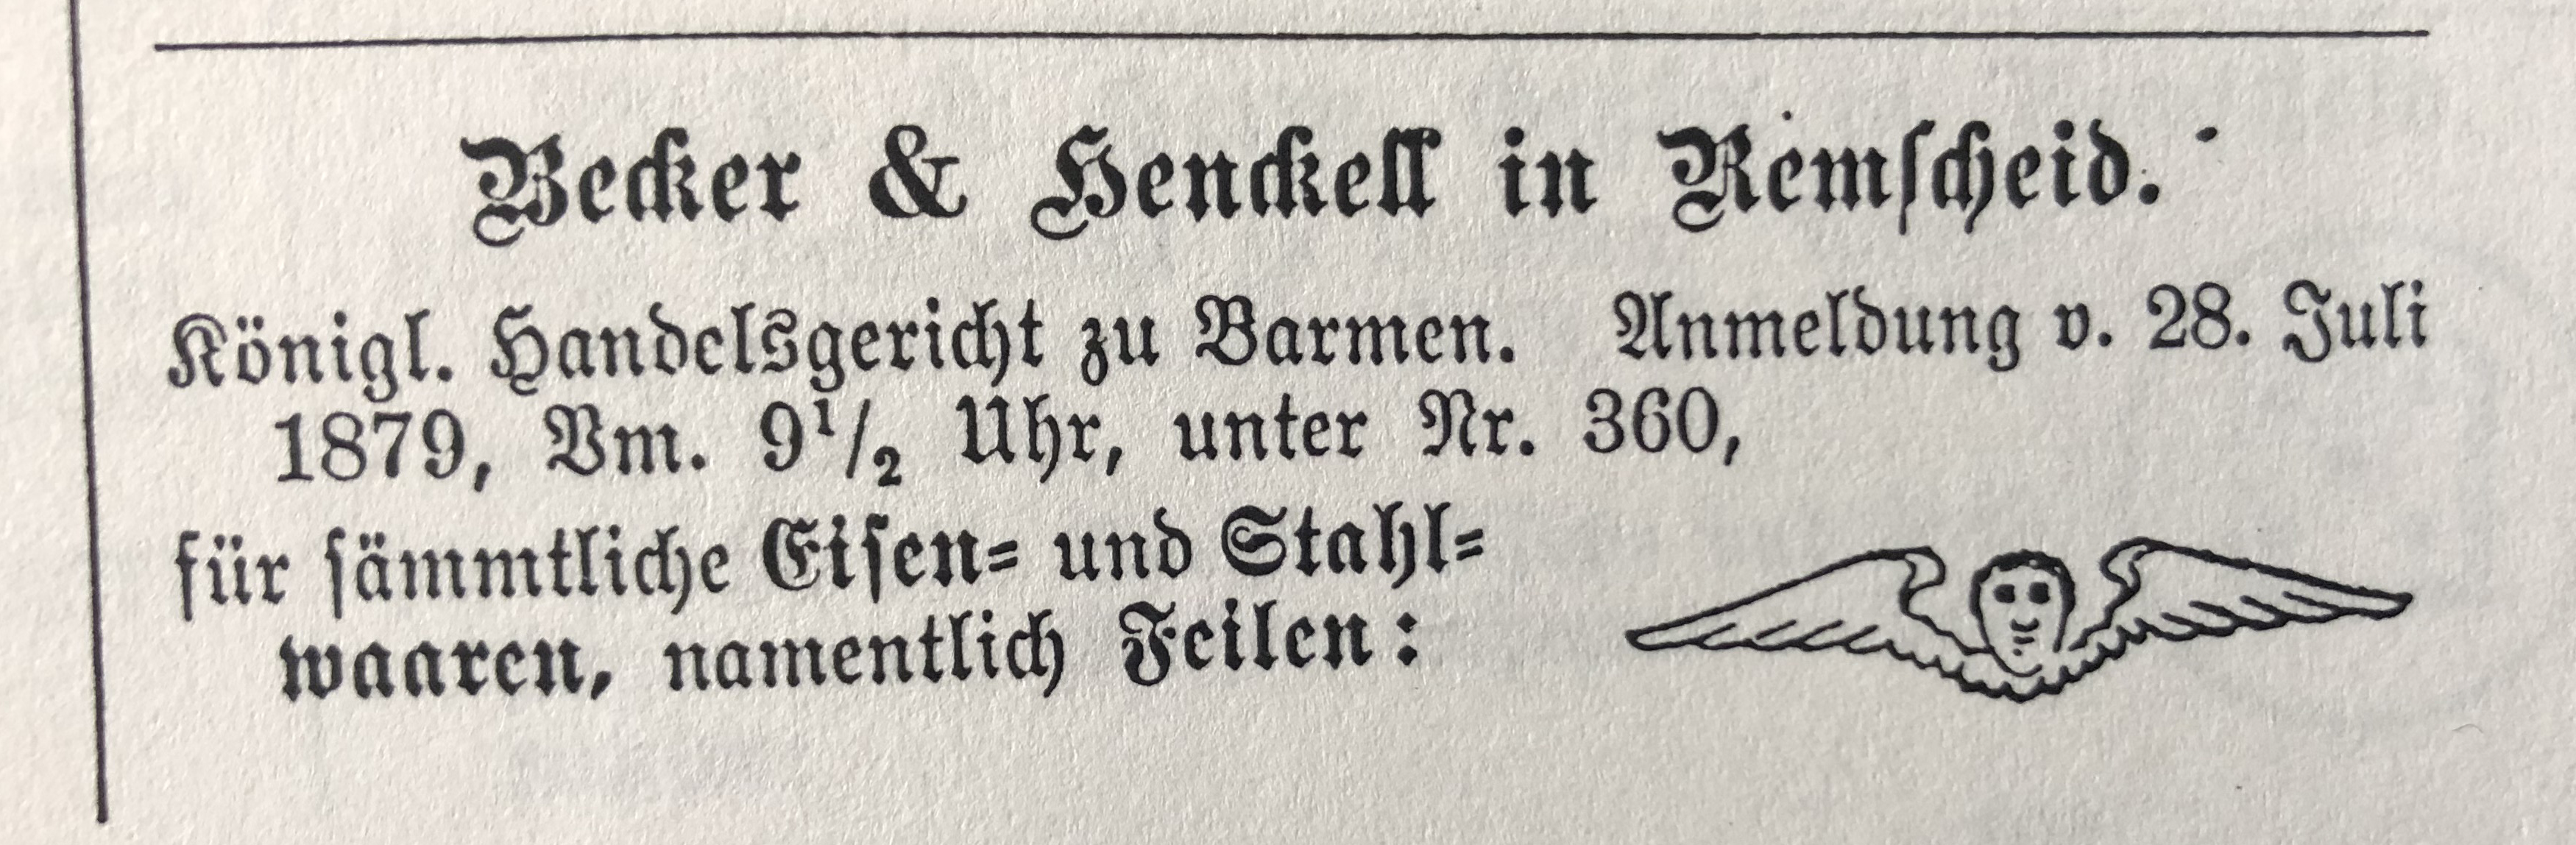 Becker & Henckell in Remſcheid.
Königl. Handelsgericht zu Barmen. Anmeldung v. 28. Juli
1879, Vm. 9¹/₂ Uhr, unter Nr. 360,
für ſämmtliche Eiſen⸗ und Stahl⸗
waaren, namentlich Feilen: